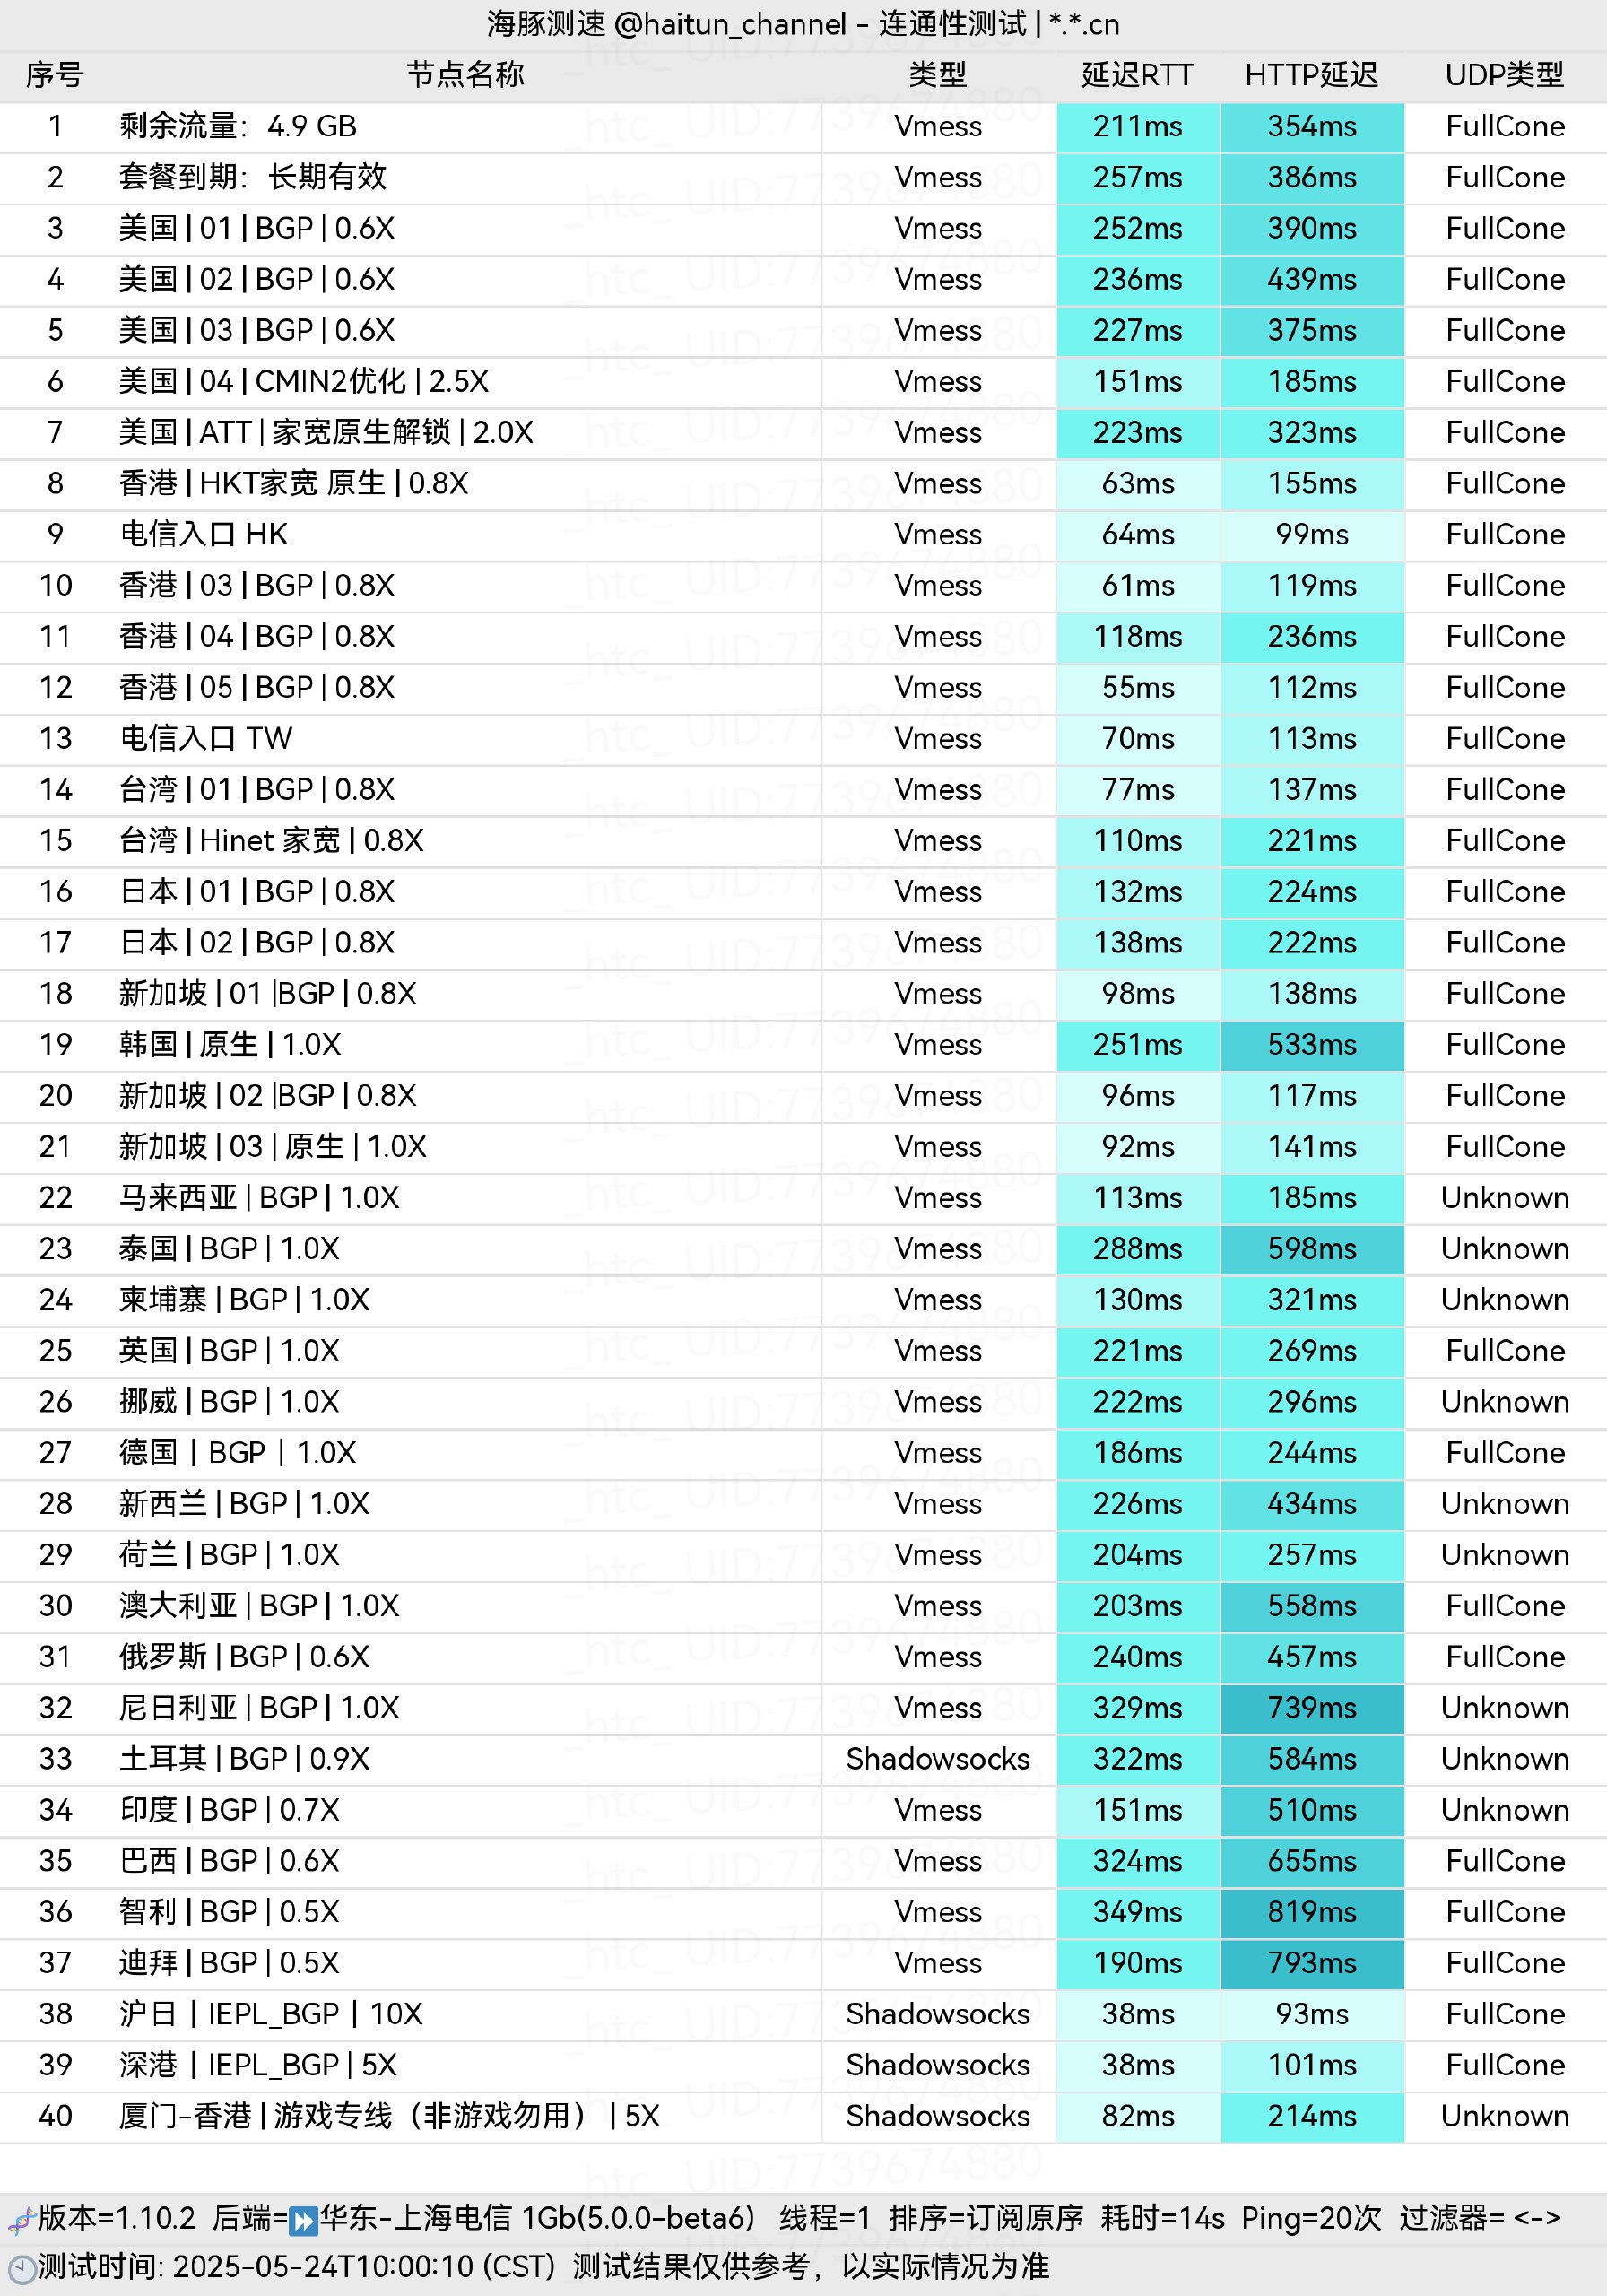 海豚测速 @haitun_channel - 连通性测试 | *.*.cn
序号 节点名称 类型 延迟RTT HTTP延迟 UDP类型
1 剩余流量：4.9 GB Vmess 211ms 354ms FullCone
2 套餐到期：长期有效 Vmess 257ms 386ms FullCone
3 美国 | 01 | BGP | 0.6X Vmess 252ms 390ms FullCone
4 美国 | 02 | BGP | 0.6X Vmess 236ms 439ms FullCone
5 美国 | 03 | BGP | 0.6X Vmess 227ms 375ms FullCone
6 美国 | 04 | CMIN2优化 | 2.5X Vmess 151ms 185ms FullCone
7 美国 | ATT | 家宽原生解锁 | 2.0X Vmess 223ms 323ms FullCone
8 香港 | HKT家宽 原生 | 0.8X Vmess 63ms 155ms FullCone
9 电信入口 HK Vmess 64ms 99ms FullCone
10 香港 | 03 | BGP | 0.8X Vmess 61ms 119ms FullCone
11 香港 | 04 | BGP | 0.8X Vmess 118ms 236ms FullCone
12 香港 | 05 | BGP | 0.8X Vmess 55ms 112ms FullCone
13 电信入口 TW Vmess 70ms 113ms FullCone
14 台湾 | 01 | BGP | 0.8X Vmess 77ms 137ms FullCone
15 台湾 | Hinet 家宽 | 0.8X Vmess 110ms 221ms FullCone
16 日本 | 01 | BGP | 0.8X Vmess 132ms 224ms FullCone
17 日本 | 02 | BGP | 0.8X Vmess 138ms 222ms FullCone
18 新加坡 | 01 |BGP | 0.8X Vmess 98ms 138ms FullCone
19 韩国 | 原生 | 1.0X Vmess 251ms 533ms FullCone
20 新加坡 | 02 |BGP | 0.8X Vmess 96ms 117ms FullCone
21 新加坡 | 03 | 原生 | 1.0X Vmess 92ms 141ms FullCone
22 马来西亚 | BGP | 1.0X Vmess 113ms 185ms Unknown
23 泰国 | BGP | 1.0X Vmess 288ms 598ms Unknown
24 柬埔寨 | BGP | 1.0X Vmess 130ms 321ms Unknown
25 英国 | BGP | 1.0X Vmess 221ms 269ms FullCone
26 挪威 | BGP | 1.0X Vmess 222ms 296ms Unknown
27 德国 | BGP | 1.0X Vmess 186ms 244ms FullCone
28 新西兰 | BGP | 1.0X Vmess 226ms 434ms Unknown
29 荷兰 | BGP | 1.0X Vmess 204ms 257ms Unknown
30 澳大利亚 | BGP | 1.0X Vmess 203ms 558ms FullCone
31 俄罗斯 | BGP | 0.6X Vmess 240ms 457ms FullCone
32 尼日利亚 | BGP | 1.0X Vmess 329ms 739ms Unknown
33 土耳其 | BGP | 0.9X Shadowsocks 322ms 584ms Unknown
34 印度 | BGP | 0.7X Vmess 151ms 510ms Unknown
35 巴西 | BGP | 0.6X Vmess 324ms 655ms FullCone
36 智利 | BGP | 0.5X Vmess 349ms 819ms FullCone
37 迪拜 | BGP | 0.5X Vmess 190ms 793ms FullCone
38 沪日 | IEPL_BGP | 10X Shadowsocks 38ms 93ms FullCone
39 深港 | IEPL_BGP | 5X Shadowsocks 38ms 101ms FullCone
40 厦门-香港 | 游戏专线（非游戏勿用） | 5X Shadowsocks 82ms 214ms Unknown
🧬版本=1.10.2 后端=⏩华东-上海电信 1Gb(5.0.0-beta6) 线程=1 排序=订阅原序 耗时=14s Ping=20次 过滤器= <->
🕙测试时间: 2025-05-24T10:00:10 (CST) 测试结果仅供参考，以实际情况为准
_htc_ UID:7739674880